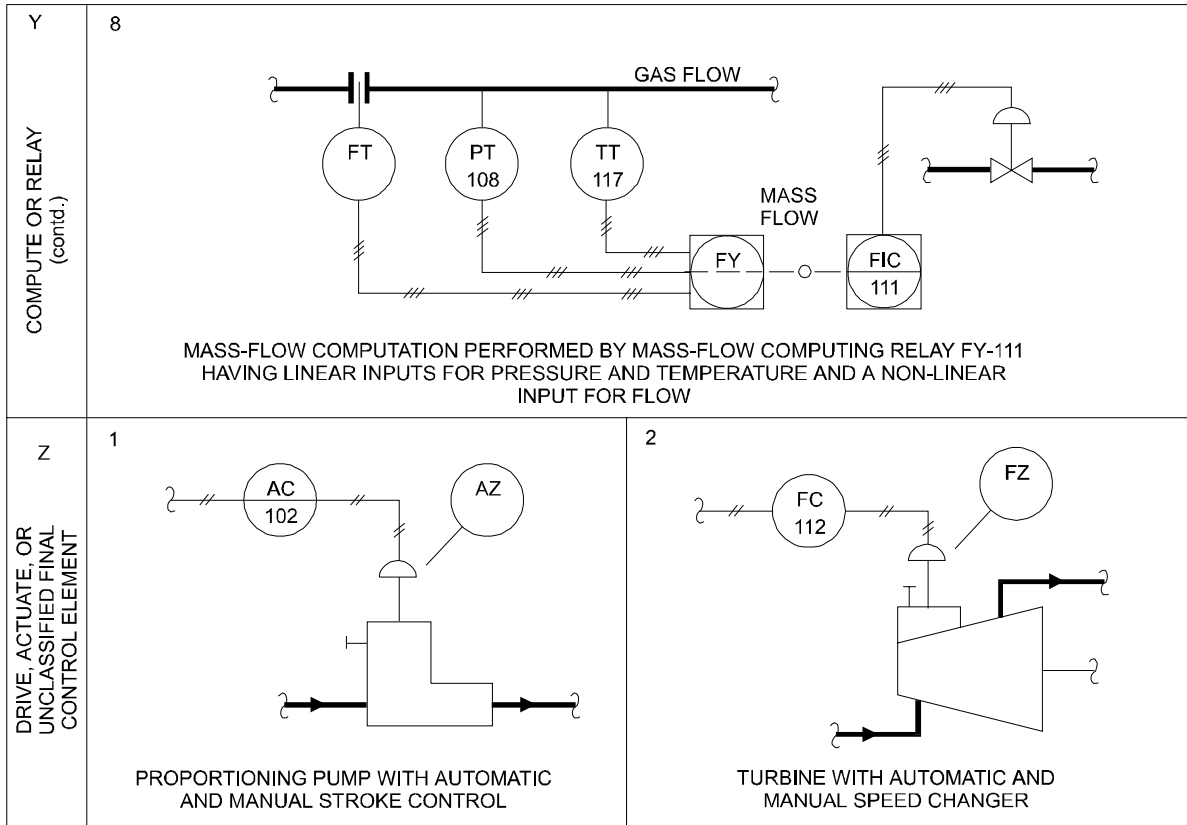 Y
8
COMPUTE OR RELAY
(contd.)
GAS FLOW
FT
PT
108
TT
117
MASS
FLOW
FY
FIC
111
MASS-FLOW COMPUTATION PERFORMED BY MASS-FLOW COMPUTING RELAY FY-111
HAVING LINEAR INPUTS FOR PRESSURE AND TEMPERATURE AND A NON-LINEAR
INPUT FOR FLOW
Z
DRIVE, ACTUATE, OR
UNCLASSIFIED FINAL
CONTROL ELEMENT
1
AC
102
AZ
PROPORTIONING PUMP WITH AUTOMATIC
AND MANUAL STROKE CONTROL
2
FC
112
FZ
TURBINE WITH AUTOMATIC AND
MANUAL SPEED CHANGER